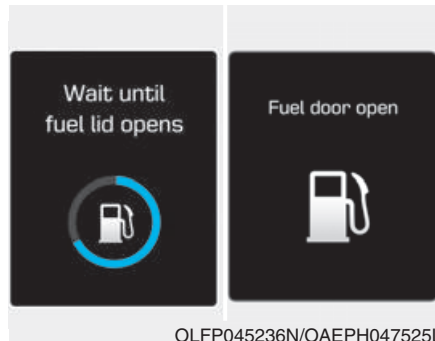 Wait until
fuel lid opens
Fuel door open
OLFP045236N/OAEPH047525L